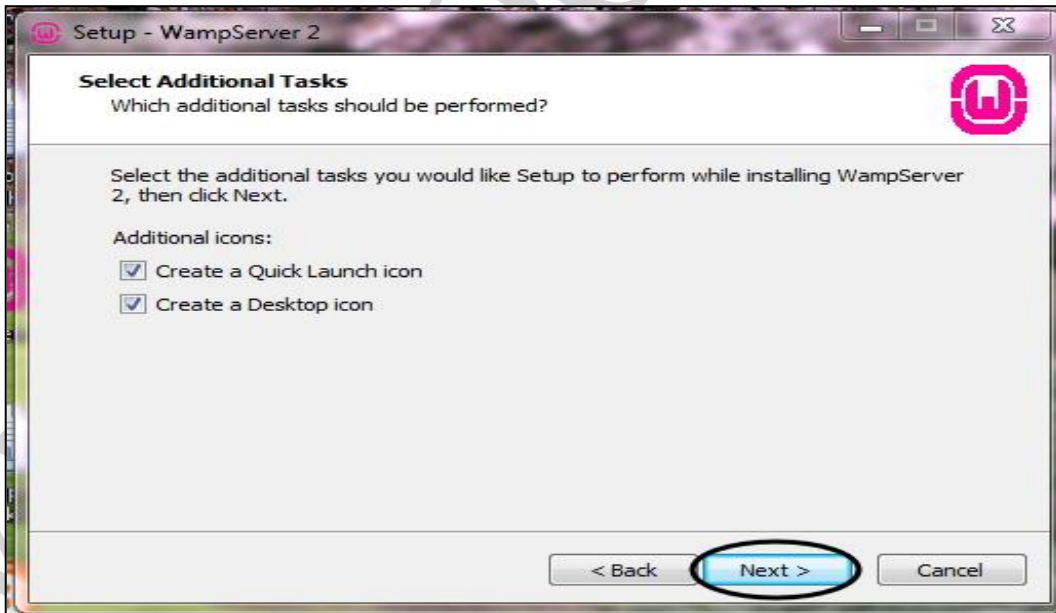 Setup - WampServer 2
Select Additional Tasks
Which additional tasks should be performed?
Select the additional tasks you would like Setup to perform while installing WampServer
2, then click Next.
Additional icons:
Create a Quick Launch icon
Create a Desktop icon
< Back Next > Cancel